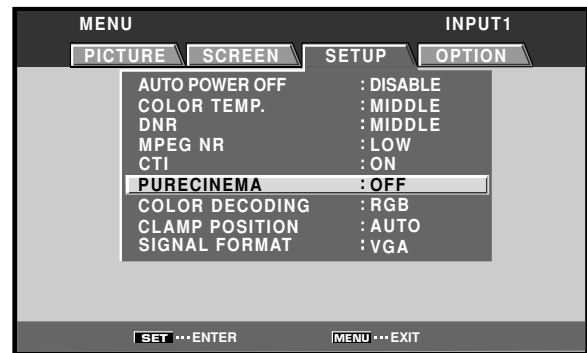 MENU INPUT1
PICTURE SCREEN SETUP OPTION
AUTO POWER OFF : DISABLE
COLOR TEMP. : MIDDLE
DNR : MIDDLE
MPEG NR : LOW
CTI : ON
PURECINEMA : OFF
COLOR DECODING : RGB
CLAMP POSITION : AUTO
SIGNAL FORMAT : VGA
SET ··· ENTER MENU ··· EXIT